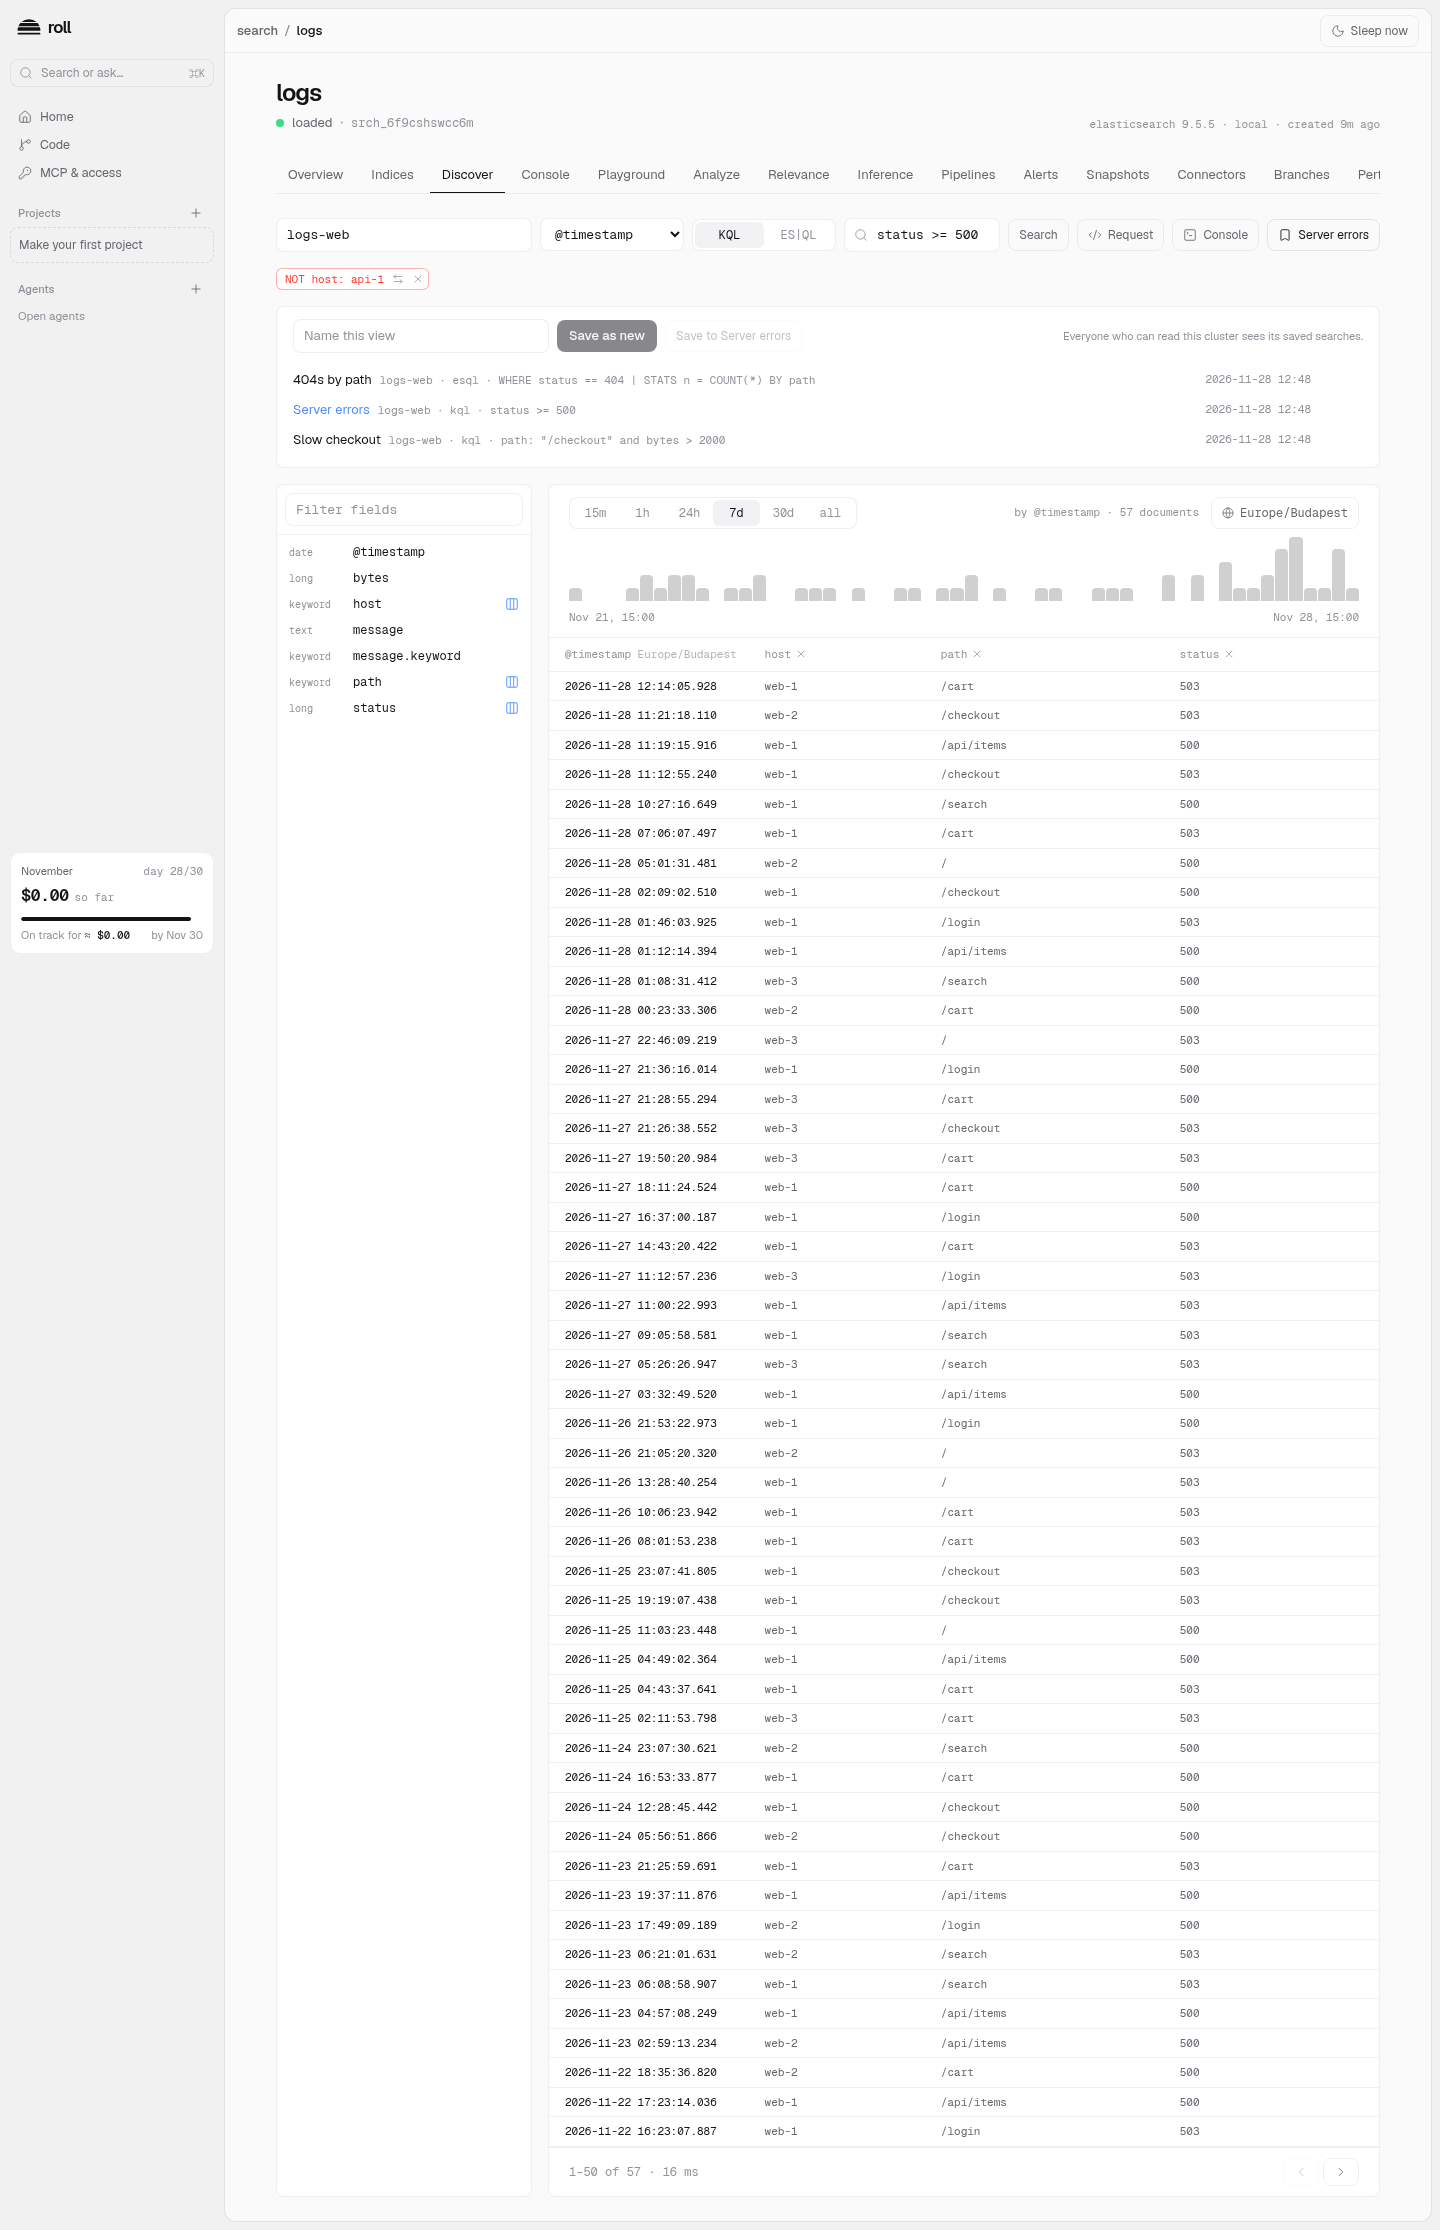 roll
Search or ask… ⌘K
Home
Code
MCP & access
Projects
Make your first project
Agents
Open agents
November day 28/30
$0.00 so far
On track for ≈ $0.00 by Nov 30
search / logs
Sleep now
logs
loaded · srch_6f9cshswcc6m
elasticsearch 9.5.5 · local · created 9m ago
Overview Indices Discover Console Playground Analyze Relevance Inference Pipelines Alerts Snapshots Connectors Branches Perf
logs-web @timestamp KQL ES|QL status >= 500 Search Request Console Server errors
NOT host: api-1
Name this view Save as new Save to Server errors Everyone who can read this cluster sees its saved searches.
404s by path logs-web · esql · WHERE status == 404 | STATS n = COUNT(*) BY path 2026-11-28 12:48
Server errors logs-web · kql · status >= 500 2026-11-28 12:48
Slow checkout logs-web · kql · path: "/checkout" and bytes > 2000 2026-11-28 12:48
Filter fields
date @timestamp
long bytes
keyword host
text message
keyword message.keyword
keyword path
long status
15m 1h 24h 7d 30d all by @timestamp · 57 documents Europe/Budapest
Nov 21, 15:00 Nov 28, 15:00
@timestamp Europe/Budapest host path status
2026-11-28 12:14:05.928 web-1 /cart 503
2026-11-28 11:21:18.110 web-2 /checkout 503
2026-11-28 11:19:15.916 web-1 /api/items 500
2026-11-28 11:12:55.240 web-1 /checkout 503
2026-11-28 10:27:16.649 web-1 /search 500
2026-11-28 07:06:07.497 web-1 /cart 503
2026-11-28 05:01:31.481 web-2 / 500
2026-11-28 02:09:02.510 web-1 /checkout 500
2026-11-28 01:46:03.925 web-1 /login 503
2026-11-28 01:12:14.394 web-1 /api/items 500
2026-11-28 01:08:31.412 web-3 /search 500
2026-11-28 00:23:33.306 web-2 /cart 500
2026-11-27 22:46:09.219 web-3 / 503
2026-11-27 21:36:16.014 web-1 /login 500
2026-11-27 21:28:55.294 web-3 /cart 500
2026-11-27 21:26:38.552 web-3 /checkout 503
2026-11-27 19:50:20.984 web-3 /cart 503
2026-11-27 18:11:24.524 web-1 /cart 500
2026-11-27 16:37:00.187 web-1 /login 500
2026-11-27 14:43:20.422 web-1 /cart 503
2026-11-27 11:12:57.236 web-3 /login 503
2026-11-27 11:00:22.993 web-1 /api/items 503
2026-11-27 09:05:58.581 web-1 /search 503
2026-11-27 05:26:26.947 web-3 /search 503
2026-11-27 03:32:49.520 web-1 /api/items 500
2026-11-26 21:53:22.973 web-1 /login 500
2026-11-26 21:05:20.320 web-2 / 503
2026-11-26 13:28:40.254 web-1 / 503
2026-11-26 10:06:23.942 web-1 /cart 503
2026-11-26 08:01:53.238 web-1 /cart 503
2026-11-25 23:07:41.805 web-1 /checkout 503
2026-11-25 19:19:07.438 web-1 /checkout 503
2026-11-25 11:03:23.448 web-1 / 500
2026-11-25 04:49:02.364 web-1 /api/items 500
2026-11-25 04:43:37.641 web-1 /cart 503
2026-11-25 02:11:53.798 web-3 /cart 503
2026-11-24 23:07:30.621 web-2 /search 500
2026-11-24 16:53:33.877 web-1 /cart 500
2026-11-24 12:28:45.442 web-1 /checkout 500
2026-11-24 05:56:51.866 web-2 /checkout 500
2026-11-23 21:25:59.691 web-1 /cart 503
2026-11-23 19:37:11.876 web-1 /api/items 500
2026-11-23 17:49:09.189 web-2 /login 500
2026-11-23 06:21:01.631 web-2 /search 503
2026-11-23 06:08:58.907 web-1 /search 503
2026-11-23 04:57:08.249 web-1 /api/items 500
2026-11-23 02:59:13.234 web-2 /api/items 500
2026-11-22 18:35:36.820 web-2 /cart 500
2026-11-22 17:23:14.036 web-1 /api/items 500
2026-11-22 16:23:07.887 web-1 /login 503
1–50 of 57 · 16 ms